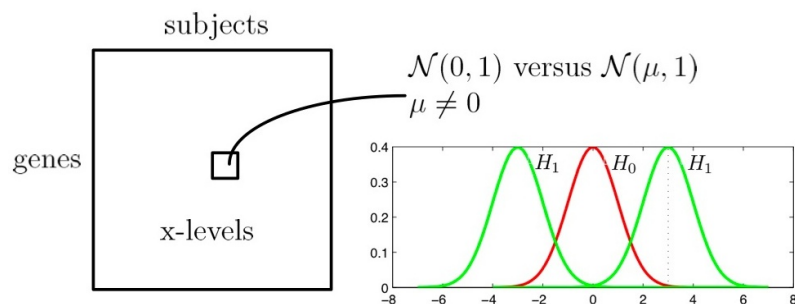 subjects
genes
x-levels
𝒩(0, 1) versus 𝒩(μ, 1)
μ ≠ 0
0.4
0.3
0.2
0.1
0
H₁ H₀ H₁
−8 −6 −4 −2 0 2 4 6 8